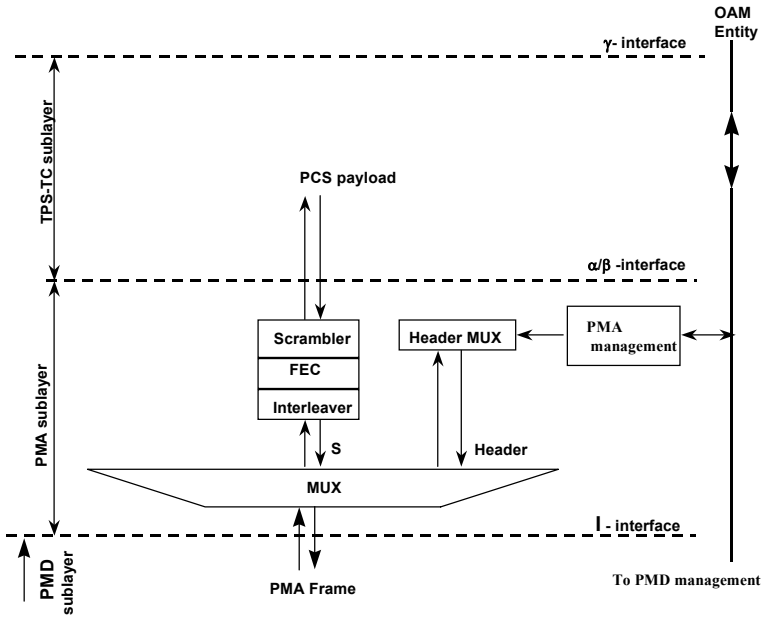 OAM
Entity
γ- interface
TPS-TC sublayer
PCS payload
α/β -interface
Scrambler
FEC
Interleaver
Header MUX
PMA
management
PMA sublayer
S
Header
MUX
I - interface
PMD
sublayer
PMA Frame
To PMD management